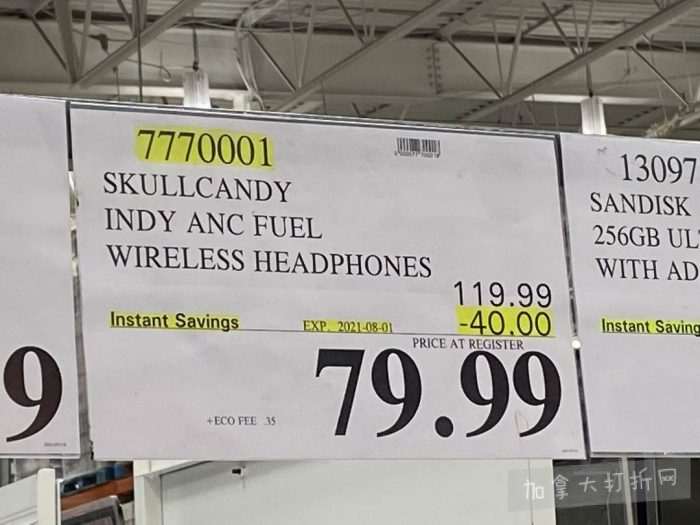 9
7770001
SKULLCANDY
INDY ANC FUEL
WIRELESS HEADPHONES
119.99
Instant Savings EXP. 2021-08-01 -40.00
PRICE AT REGISTER
79.99
+ECO FEE .35
13097
SANDISK
256GB UL
WITH AD
Instant Saving
加拿大打折网